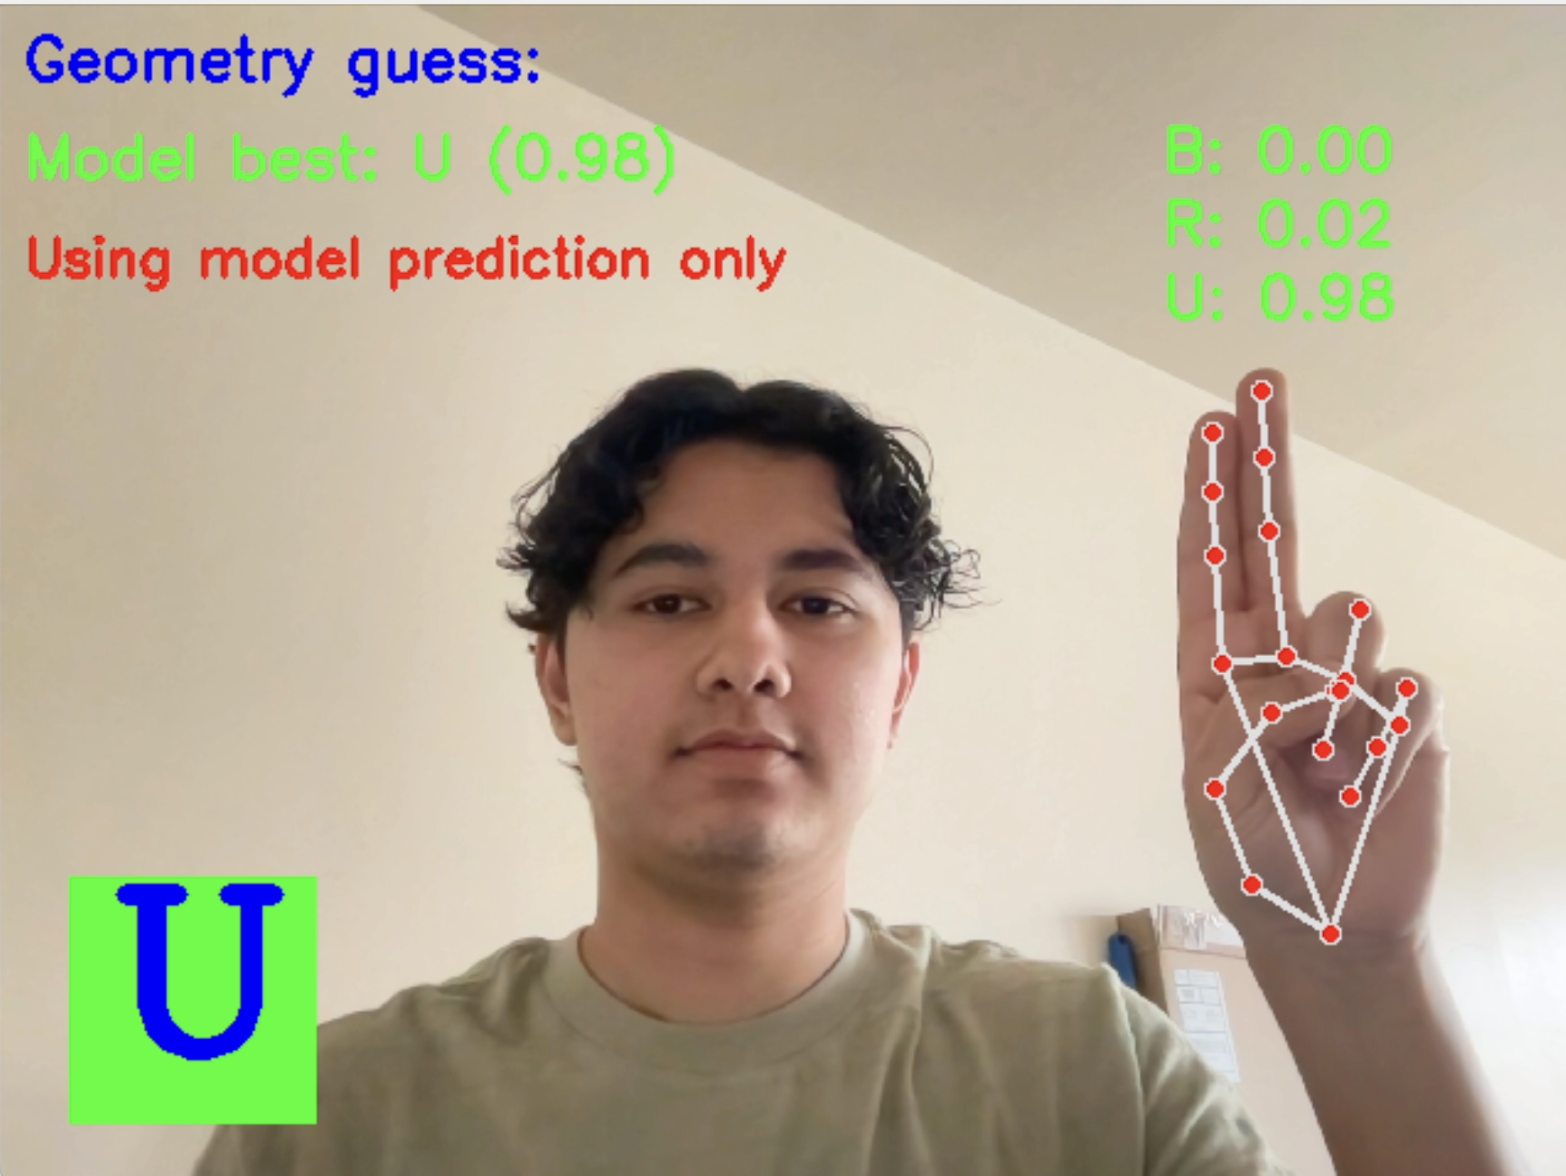 Geometry guess:
Model best: U (0.98)
Using model prediction only
B: 0.00
R: 0.02
U: 0.98
U